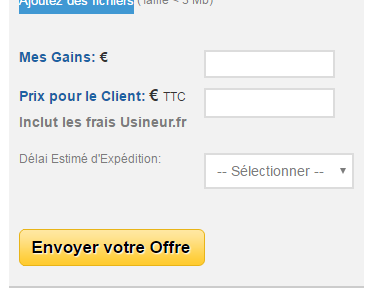 Ajoutez des fichiers (Taille < 5 Mb)
Mes Gains: €
Prix pour le Client: € TTC
Inclut les frais Usineur.fr
Délai Estimé d'Expédition:
-- Sélectionner --
Envoyer votre Offre